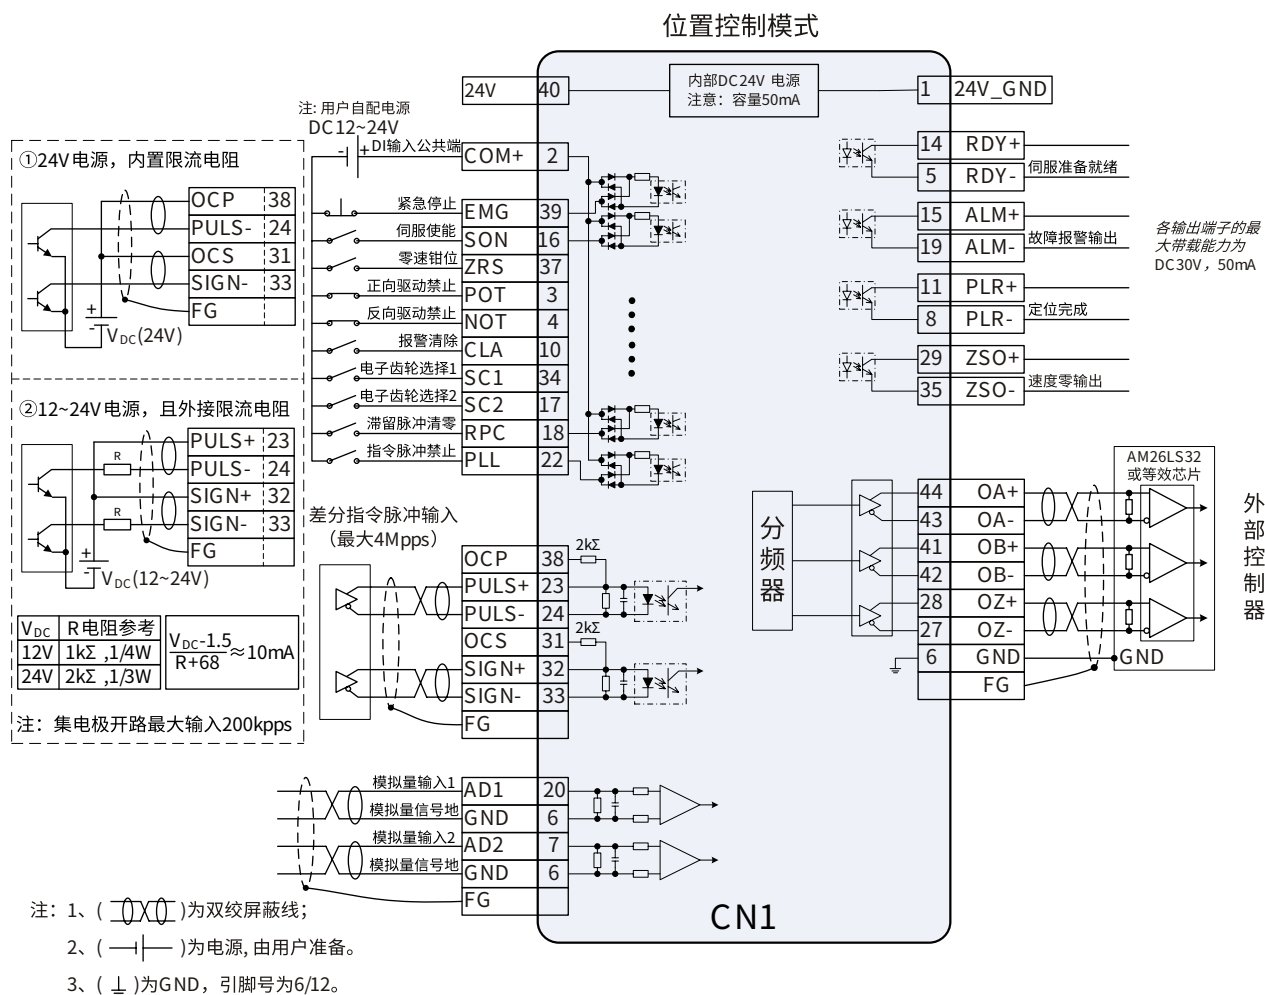 位置控制模式
24V 40
内部DC24V 电源
注意：容量50mA
1 24V_GND
注: 用户自配电源
DC12~24V
- + DI输入公共端
COM+ 2
紧急停止
EMG 39
伺服使能
SON 16
零速钳位
ZRS 37
正向驱动禁止
POT 3
反向驱动禁止
NOT 4
报警清除
CLA 10
电子齿轮选择1
SC1 34
电子齿轮选择2
SC2 17
滞留脉冲清零
RPC 18
指令脉冲禁止
PLL 22
①24V电源，内置限流电阻
OCP 38
PULS- 24
OCS 31
SIGN- 33
FG
+
-
VDC(24V)
②12~24V电源，且外接限流电阻
PULS+ 23
R
PULS- 24
SIGN+ 32
R
SIGN- 33
FG
+
-
VDC(12~24V)
VDC R电阻参考
12V 1kΣ ,1/4W
24V 2kΣ ,1/3W
VDC-1.5
R+68
≈10mA
注：集电极开路最大输入200kpps
差分指令脉冲输入
（最大4Mpps）
OCP 38 2kΣ
PULS+ 23
PULS- 24
OCS 31 2kΣ
SIGN+ 32
SIGN- 33
FG
模拟量输入1
AD1 20
模拟量信号地
GND 6
模拟量输入2
AD2 7
模拟量信号地
GND 6
FG
14 RDY+
伺服准备就绪
5 RDY-
15 ALM+
故障报警输出
19 ALM-
11 PLR+
定位完成
8 PLR-
29 ZSO+
速度零输出
35 ZSO-
各输出端子的最
大带载能力为
DC30V，50mA
分频器
44 OA+
43 OA-
41 OB+
42 OB-
28 OZ+
27 OZ-
6 GND
FG
AM26LS32
或等效芯片
GND
外部控制器
CN1
注：1、( )为双绞屏蔽线；
2、( )为电源, 由用户准备。
3、( )为GND，引脚号为6/12。